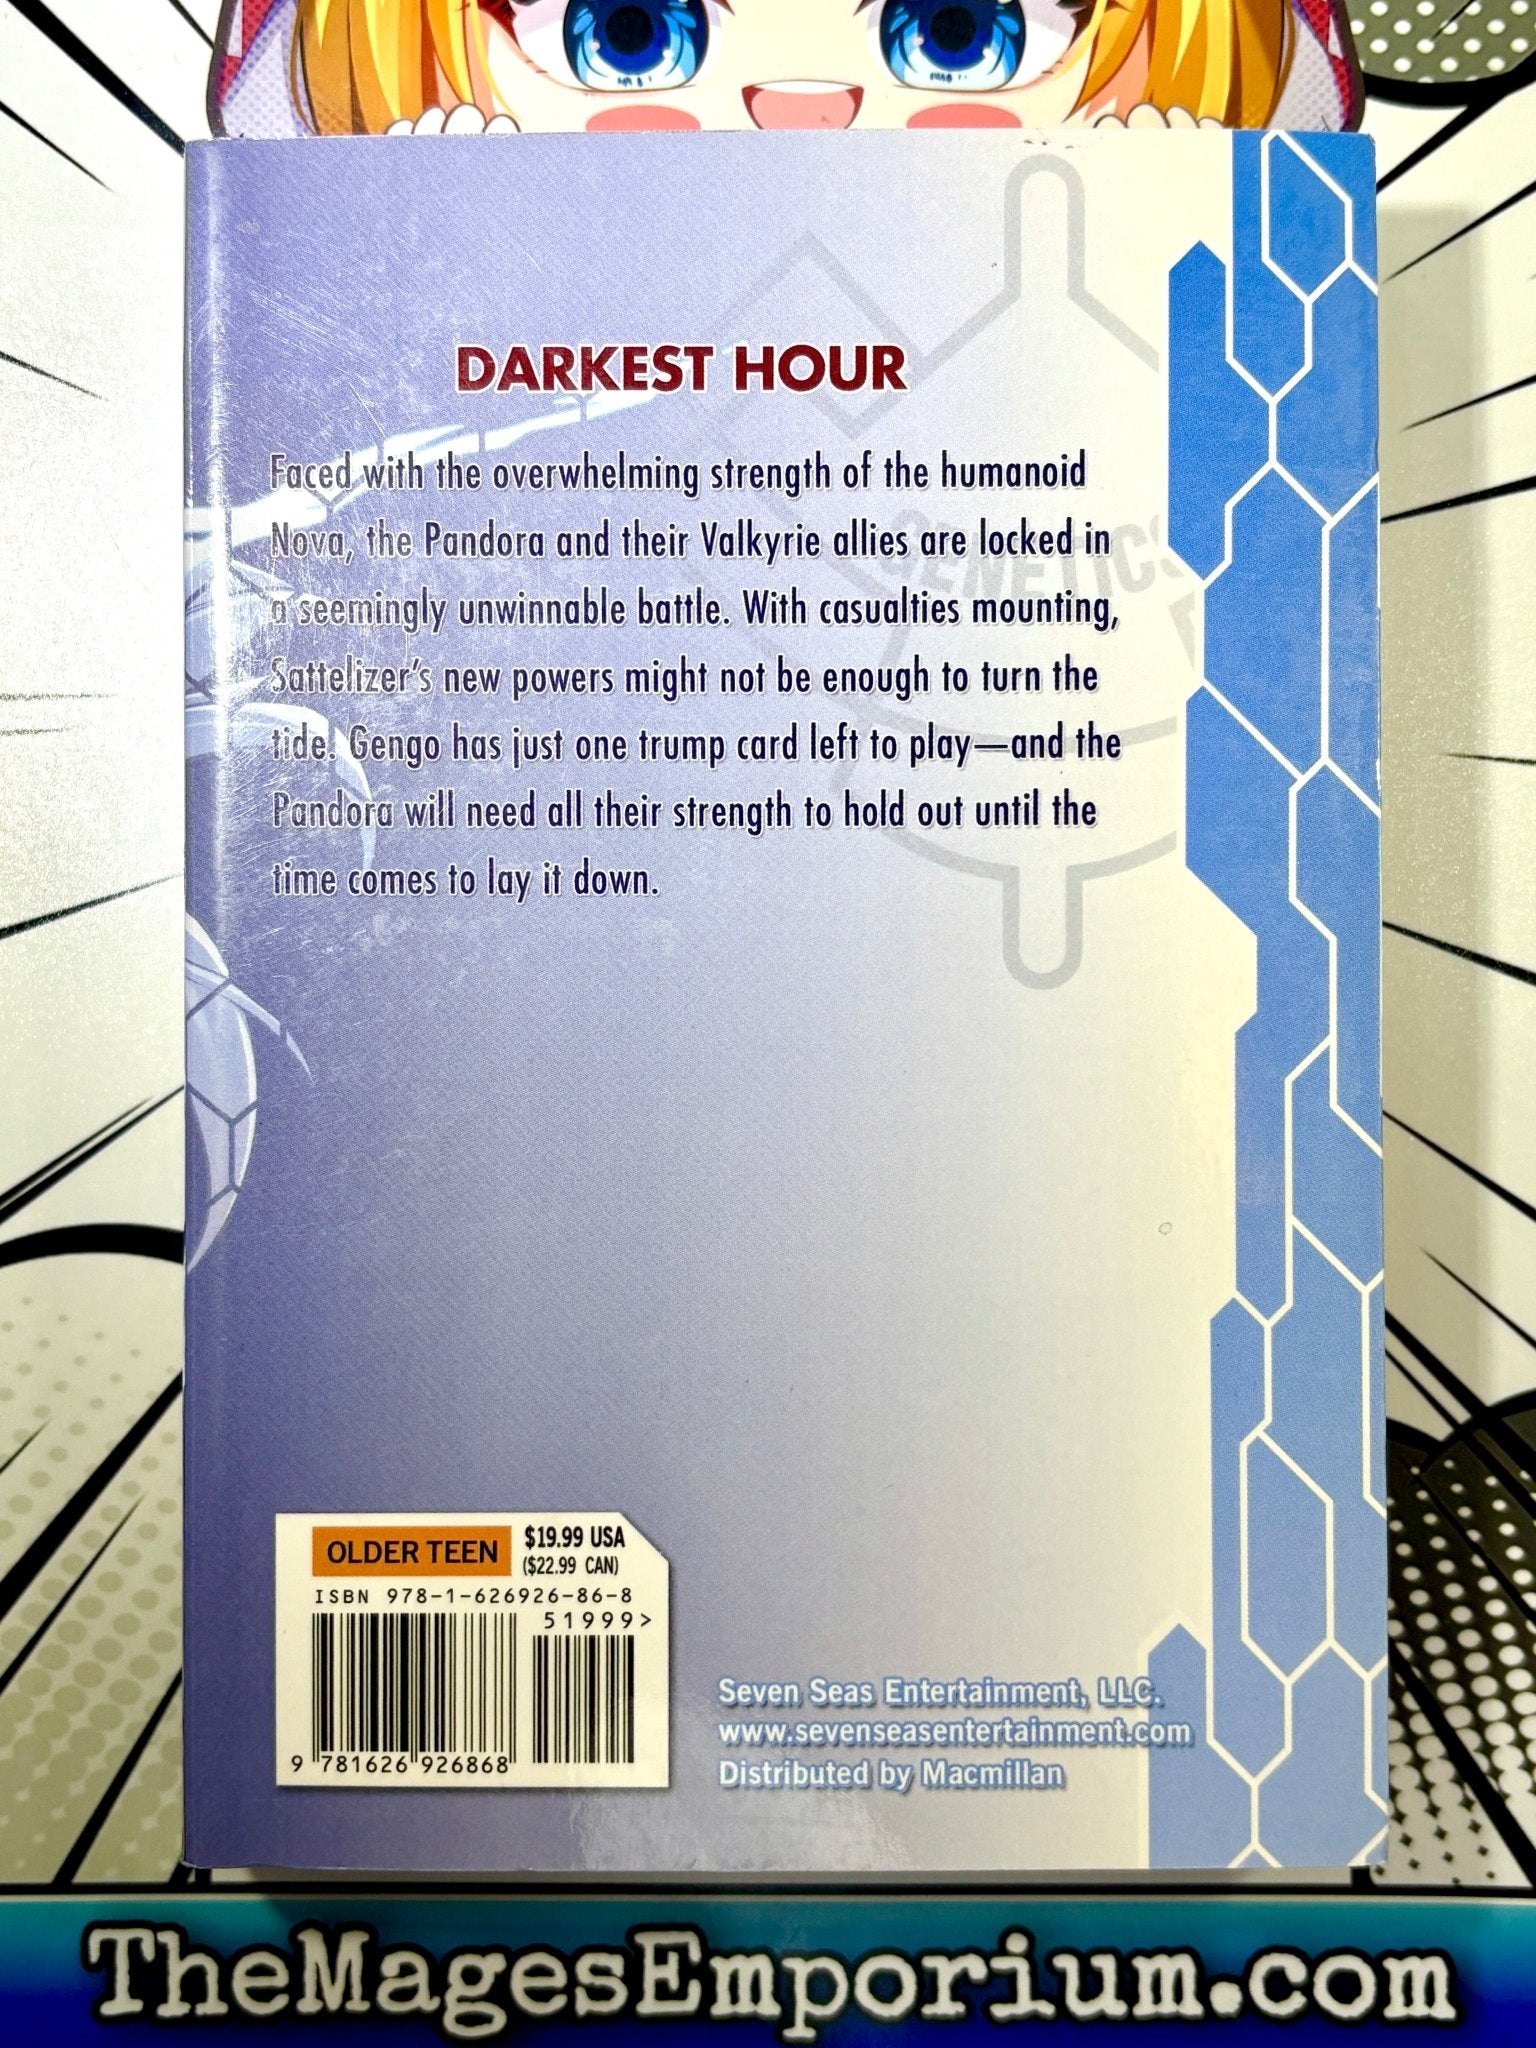 DARKEST HOUR
Faced with the overwhelming strength of the humanoid
Nova, the Pandora and their Valkyrie allies are locked in
a seemingly unwinnable battle. With casualties mounting,
Sattelizer's new powers might not be enough to turn the
tide. Gengo has just one trump card left to play—and the
Pandora will need all their strength to hold out until the
time comes to lay it down.
GENETICS
OLDER TEEN
$19.99 USA
($22.99 CAN)
ISBN 978-1-626926-86-8
51999>
9 781626 926868
Seven Seas Entertainment, LLC.
www.sevenseasentertainment.com
Distributed by Macmillan
TheMagesEmporium.com